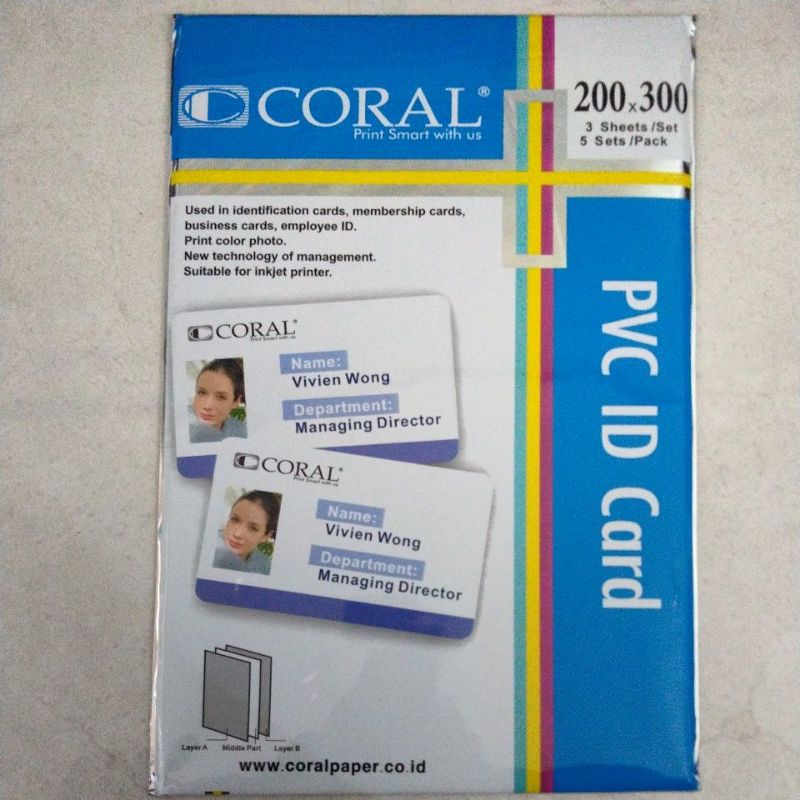 CORAL®
Print Smart with us
200x300
3 Sheets /Set
5 Sets /Pack
Used in identification cards, membership cards,
business cards, employee ID.
Print color photo.
New technology of management.
Suitable for inkjet printer.
PVC ID Card
CORAL®
Print Smart with us
Name:
Vivien Wong
Department:
Managing Director
CORAL®
Print Smart with us
Name:
Vivien Wong
Department:
Managing Director
Layer A Middle Part Layer B
www.coralpaper.co.id